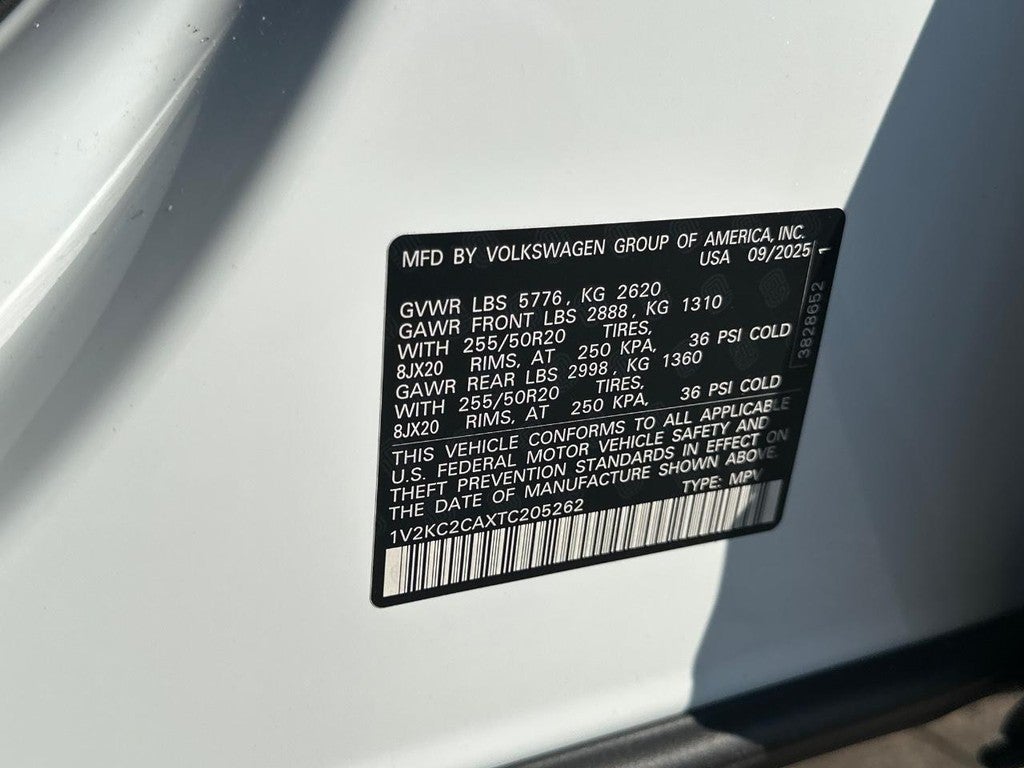 MFD BY VOLKSWAGEN GROUP OF AMERICA, INC.
USA 09/2025
GVWR LBS 5776, KG 2620
GAWR FRONT LBS 2888, KG 1310
WITH 255/50R20 TIRES,
8JX20 RIMS, AT 250 KPA, 36 PSI COLD
GAWR REAR LBS 2998, KG 1360
WITH 255/50R20 TIRES,
8JX20 RIMS, AT 250 KPA, 36 PSI COLD
THIS VEHICLE CONFORMS TO ALL APPLICABLE
U.S. FEDERAL MOTOR VEHICLE SAFETY AND
THEFT PREVENTION STANDARDS IN EFFECT ON
THE DATE OF MANUFACTURE SHOWN ABOVE.
TYPE: MPV
1V2KC2CAXTC205262
3828652 1